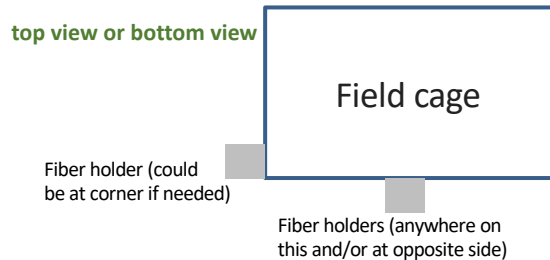 top view or bottom view
Field cage
Fiber holder (could
be at corner if needed)
Fiber holders (anywhere on
this and/or at opposite side)